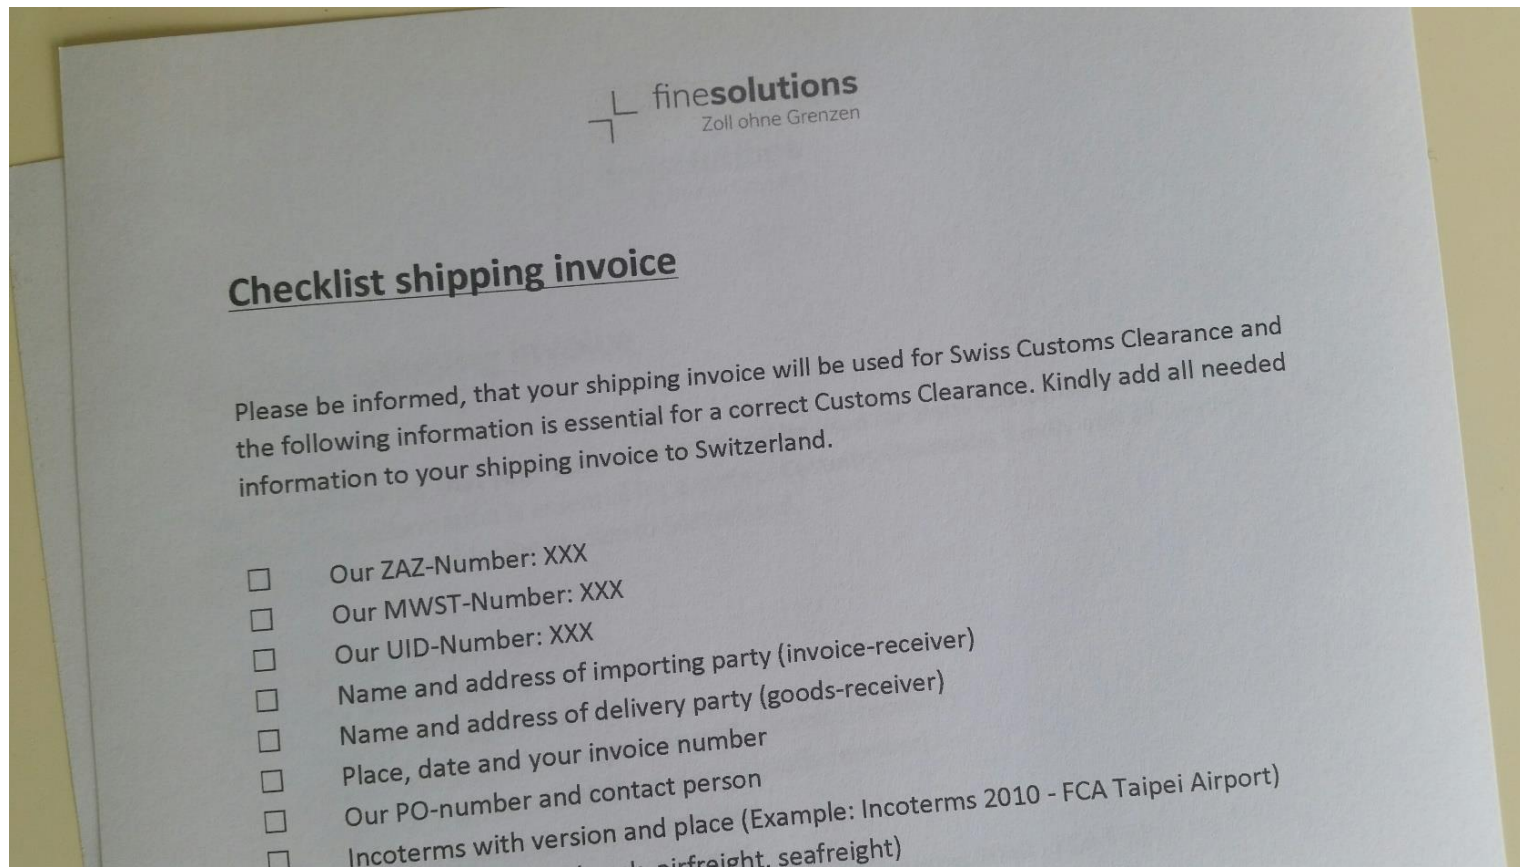 finesolutions
Zoll ohne Grenzen
Checklist shipping invoice
Please be informed, that your shipping invoice will be used for Swiss Customs Clearance and
the following information is essential for a correct Customs Clearance. Kindly add all needed
information to your shipping invoice to Switzerland.
Our ZAZ-Number: XXX
Our MWST-Number: XXX
Our UID-Number: XXX
Name and address of importing party (invoice-receiver)
Name and address of delivery party (goods-receiver)
Place, date and your invoice number
Our PO-number and contact person
Incoterms with version and place (Example: Incoterms 2010 - FCA Taipei Airport)
airfreight, seafreight)